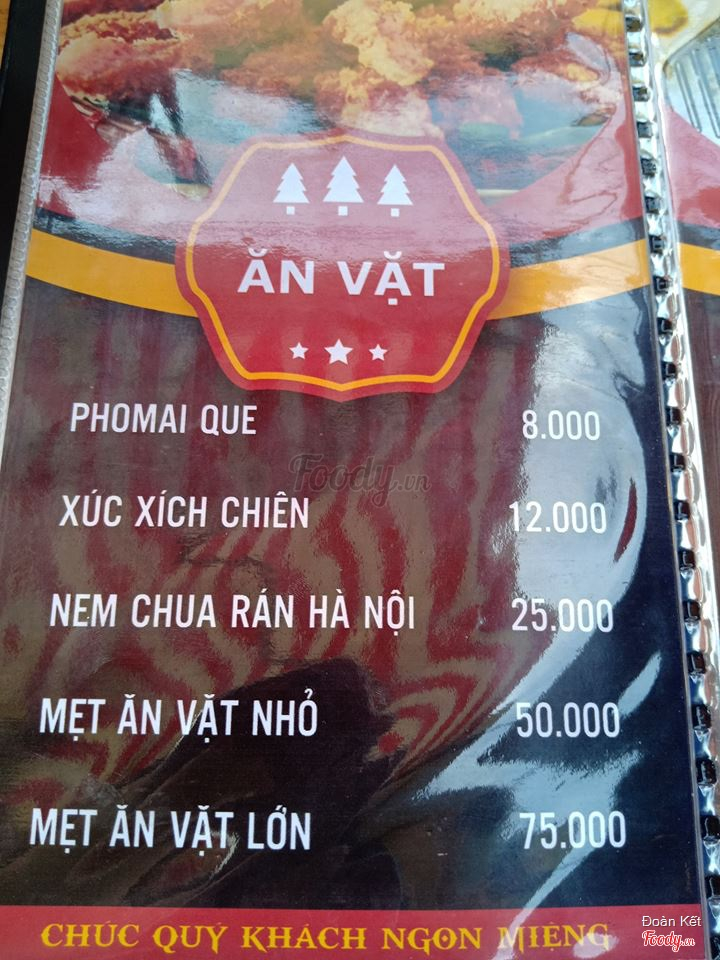 ĂN VẶT
PHOMAI QUE 8.000
Foody.vn
XÚC XÍCH CHIÊN 12.000
NEM CHUA RÁN HÀ NỘI 25.000
MẸT ĂN VẶT NHỎ 50.000
MẸT ĂN VẶT LỚN 75.000
CHÚC QUÝ KHÁCH NGON MIỆNG
Đoàn Kết
Foody.vn